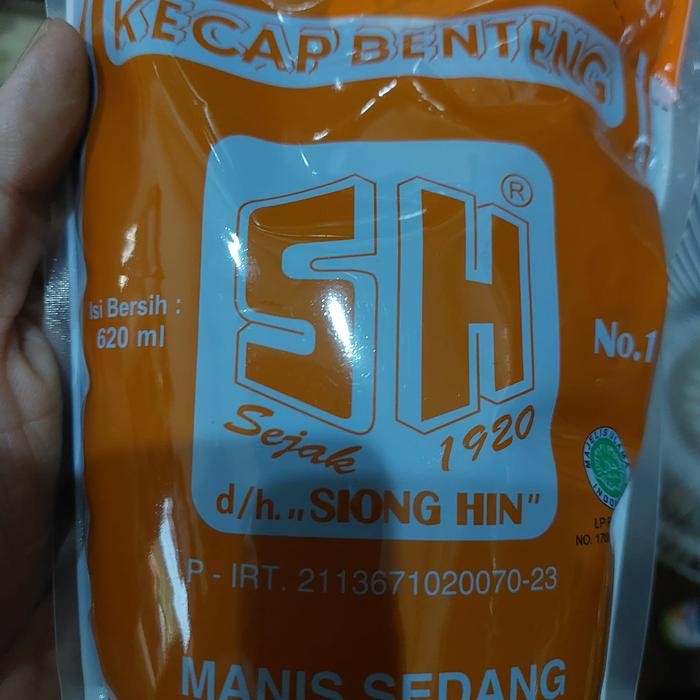 KECAP BENTENG
SH ®
Isi Bersih :
620 ml
No.1
Sejak 1920
d/h. „SIONG HIN"
P - IRT. 2113671020070-23
MANIS SEDANG